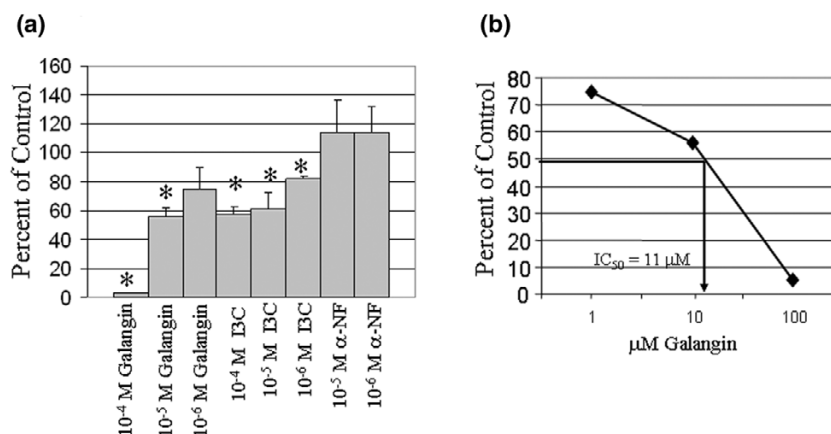 (a)
Percent of Control
160
140
120
100
80
60
40
20
0
*
*
*
*
*
10⁻⁴ M Galangin
10⁻⁵ M Galangin
10⁻⁶ M Galangin
10⁻⁴ M I3C
10⁻⁵ M I3C
10⁻⁶ M I3C
10⁻⁵ M α-NF
10⁻⁶ M α-NF
(b)
Percent of Control
80
70
60
50
40
30
20
10
0
IC₅₀ = 11 μM
1 10 100
μM Galangin